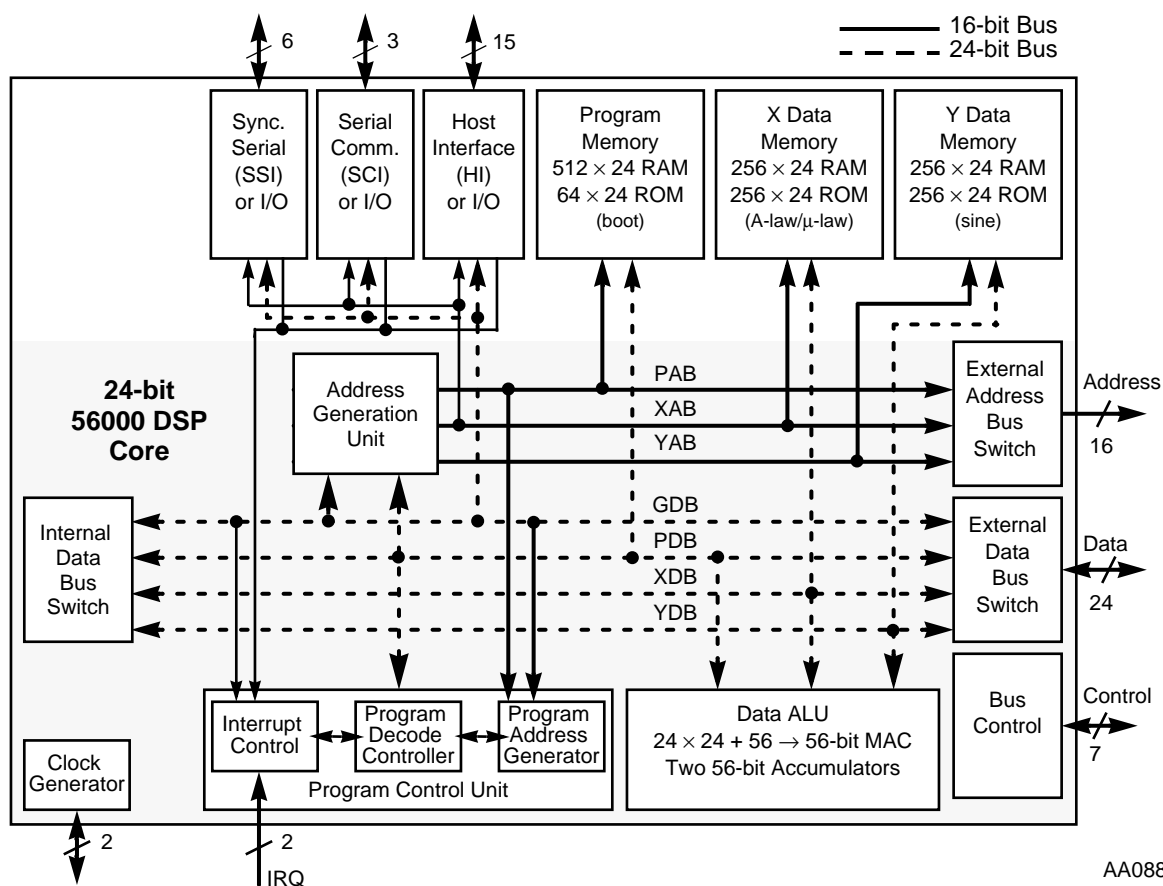 6
3
15
16-bit Bus
24-bit Bus
Sync.
Serial
(SSI)
or I/O
Serial
Comm.
(SCI)
or I/O
Host
Interface
(HI)
or I/O
Program
Memory
512 × 24 RAM
64 × 24 ROM
(boot)
X Data
Memory
256 × 24 RAM
256 × 24 ROM
(A-law/μ-law)
Y Data
Memory
256 × 24 RAM
256 × 24 ROM
(sine)
24-bit
56000 DSP
Core
Address
Generation
Unit
PAB
XAB
YAB
External
Address
Bus
Switch
Address
16
Internal
Data
Bus
Switch
GDB
PDB
XDB
YDB
External
Data
Bus
Switch
Data
24
Interrupt
Control
Program
Decode
Controller
Program
Address
Generator
Program Control Unit
Data ALU
24 × 24 + 56 → 56-bit MAC
Two 56-bit Accumulators
Bus
Control
Control
7
Clock
Generator
2
2
IRQ
AA088